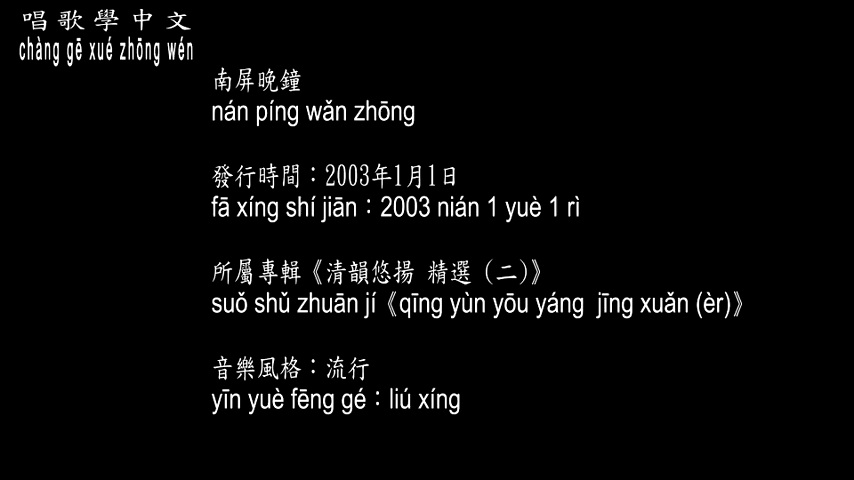 唱歌學中文
chàng gē xué zhōng wén
南屏晚鐘
nán píng wǎn zhōng
發行時間：2003年1月1日
fā xíng shí jiān：2003 nián 1 yuè 1 rì
所屬專輯《清韻悠揚 精選 (二)》
suǒ shǔ zhuān jí《qīng yùn yōu yáng jīng xuǎn (èr)》
音樂風格：流行
yīn yuè fēng gé：liú xíng